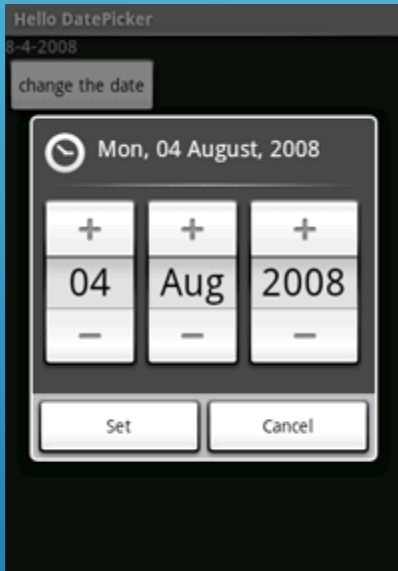 Hello DatePicker
8-4-2008
change the date
Mon, 04 August, 2008
+ + +
04 Aug 2008
− − −
Set Cancel